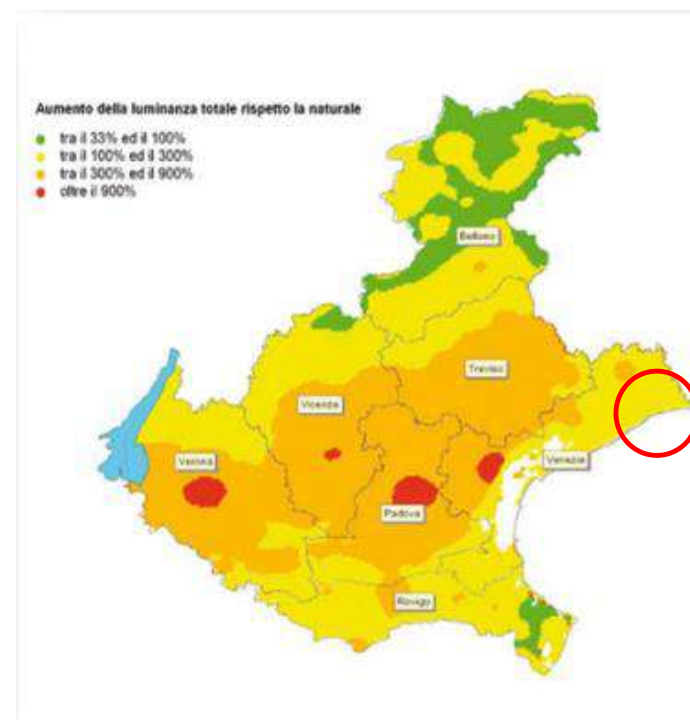 Aumento della luminanza totale rispetto la naturale
tra il 33% ed il 100%
tra il 100% ed il 300%
tra il 300% ed il 900%
oltre il 900%
Belluno
Treviso
Vicenza
Venezia
Verona
Padova
Rovigo